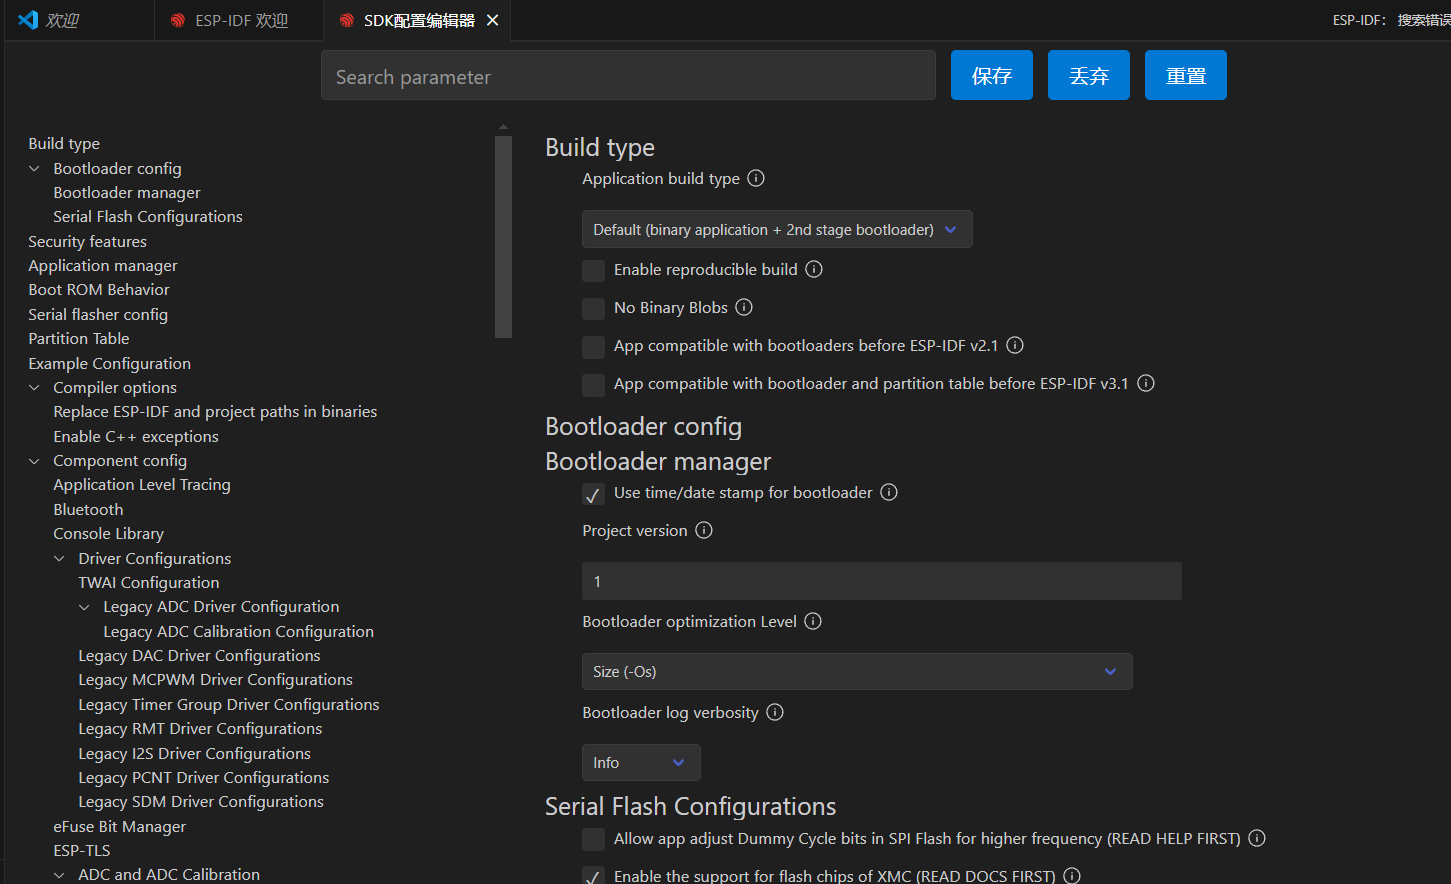 欢迎
ESP-IDF 欢迎
SDK配置编辑器
ESP-IDF: 搜索错误
Search parameter
保存
丢弃
重置
Build type
Bootloader config
Bootloader manager
Serial Flash Configurations
Security features
Application manager
Boot ROM Behavior
Serial flasher config
Partition Table
Example Configuration
Compiler options
Replace ESP-IDF and project paths in binaries
Enable C++ exceptions
Component config
Application Level Tracing
Bluetooth
Console Library
Driver Configurations
TWAI Configuration
Legacy ADC Driver Configuration
Legacy ADC Calibration Configuration
Legacy DAC Driver Configurations
Legacy MCPWM Driver Configurations
Legacy Timer Group Driver Configurations
Legacy RMT Driver Configurations
Legacy I2S Driver Configurations
Legacy PCNT Driver Configurations
Legacy SDM Driver Configurations
eFuse Bit Manager
ESP-TLS
ADC and ADC Calibration
Build type
Application build type
Default (binary application + 2nd stage bootloader)
Enable reproducible build
No Binary Blobs
App compatible with bootloaders before ESP-IDF v2.1
App compatible with bootloader and partition table before ESP-IDF v3.1
Bootloader config
Bootloader manager
Use time/date stamp for bootloader
Project version
1
Bootloader optimization Level
Size (-Os)
Bootloader log verbosity
Info
Serial Flash Configurations
Allow app adjust Dummy Cycle bits in SPI Flash for higher frequency (READ HELP FIRST)
Enable the support for flash chips of XMC (READ DOCS FIRST)